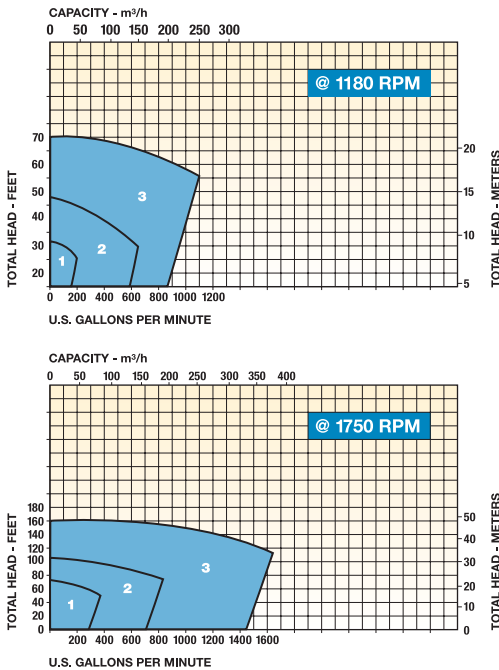 CAPACITY - m³/h
0 50 100 150 200 250 300
@ 1180 RPM
TOTAL HEAD - FEET
70
60
50
40
30
20
3
2
1
20
15
10
5
TOTAL HEAD - METERS
0 200 400 600 800 1000 1200
U.S. GALLONS PER MINUTE
CAPACITY - m³/h
0 50 100 150 200 250 300 330 400
@ 1750 RPM
TOTAL HEAD - FEET
180
160
140
120
100
80
60
40
20
0
3
2
1
50
40
30
20
10
0
TOTAL HEAD - METERS
0 200 400 600 800 1000 1400 1600
U.S. GALLONS PER MINUTE